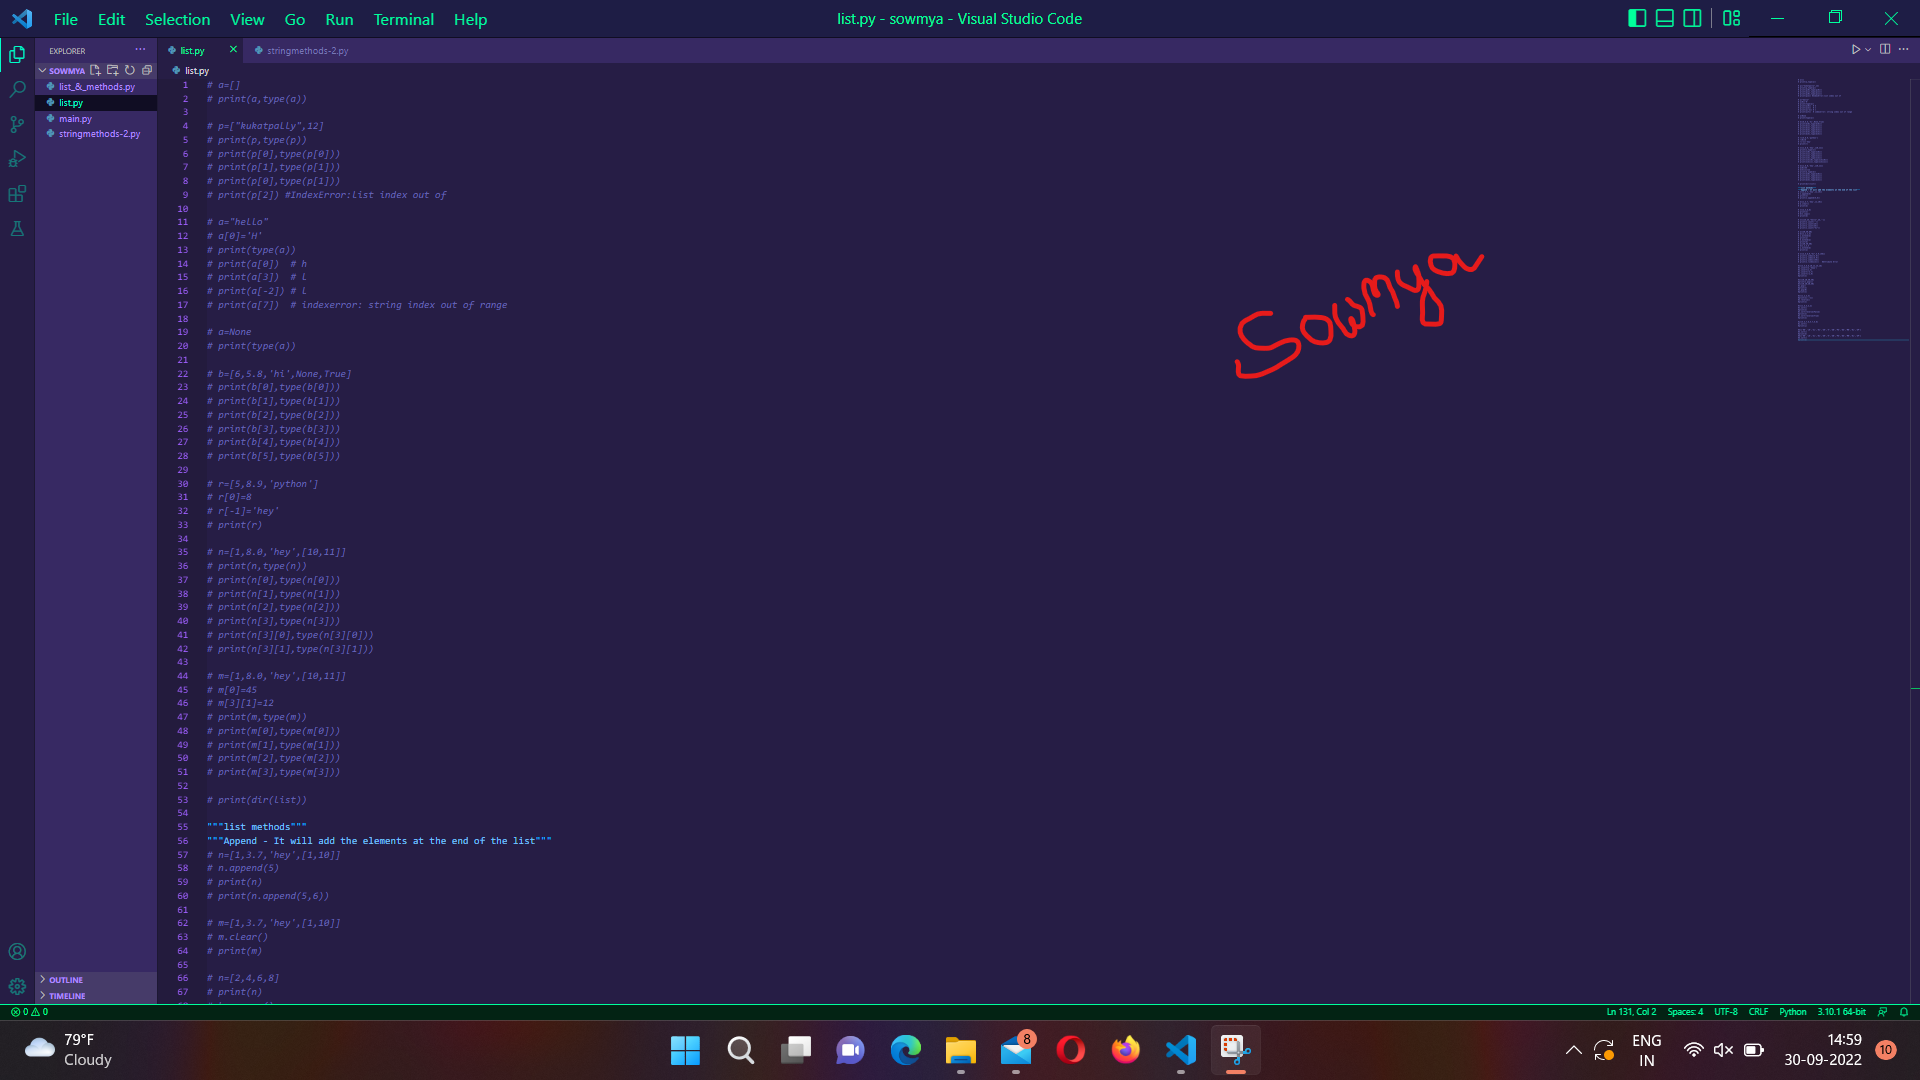 File Edit Selection View Go Run Terminal Help
list.py - sowmya - Visual Studio Code
EXPLORER
SOWMYA
list_&_methods.py
list.py
main.py
stringmethods-2.py
OUTLINE
TIMELINE
list.py stringmethods-2.py
list.py
1 # a=[]
2 # print(a,type(a))
3
4 # p=["kukatpally",12]
5 # print(p,type(p))
6 # print(p[0],type(p[0]))
7 # print(p[1],type(p[1]))
8 # print(p[0],type(p[1]))
9 # print(p[2]) #IndexError:list index out of
10
11 # a="hello"
12 # a[0]='H'
13 # print(type(a))
14 # print(a[0])  # h
15 # print(a[3])  # l
16 # print(a[-2]) # l
17 # print(a[7])  # indexerror: string index out of range
18
19 # a=None
20 # print(type(a))
21
22 # b=[6,5.8,'hi',None,True]
23 # print(b[0],type(b[0]))
24 # print(b[1],type(b[1]))
25 # print(b[2],type(b[2]))
26 # print(b[3],type(b[3]))
27 # print(b[4],type(b[4]))
28 # print(b[5],type(b[5]))
29
30 # r=[5,8.9,'python']
31 # r[0]=8
32 # r[-1]='hey'
33 # print(r)
34
35 # n=[1,8.0,'hey',[10,11]]
36 # print(n,type(n))
37 # print(n[0],type(n[0]))
38 # print(n[1],type(n[1]))
39 # print(n[2],type(n[2]))
40 # print(n[3],type(n[3]))
41 # print(n[3][0],type(n[3][0]))
42 # print(n[3][1],type(n[3][1]))
43
44 # m=[1,8.0,'hey',[10,11]]
45 # m[0]=45
46 # m[3][1]=12
47 # print(m,type(m))
48 # print(m[0],type(m[0]))
49 # print(m[1],type(m[1]))
50 # print(m[2],type(m[2]))
51 # print(m[3],type(m[3]))
52
53 # print(dir(list))
54
55 """list methods"""
56 """Append - It will add the elements at the end of the list"""
57 # n=[1,3.7,'hey',[1,10]]
58 # n.append(5)
59 # print(n)
60 # print(n.append(5,6))
61
62 # m=[1,3.7,'hey',[1,10]]
63 # m.clear()
64 # print(m)
65
66 # n=[2,4,6,8]
67 # print(n)
Sowmya
0 0
Ln 131, Col 2 Spaces: 4 UTF-8 CRLF Python 3.10.1 64-bit
79°F
Cloudy
8
ENG
IN
14:59
30-09-2022
10